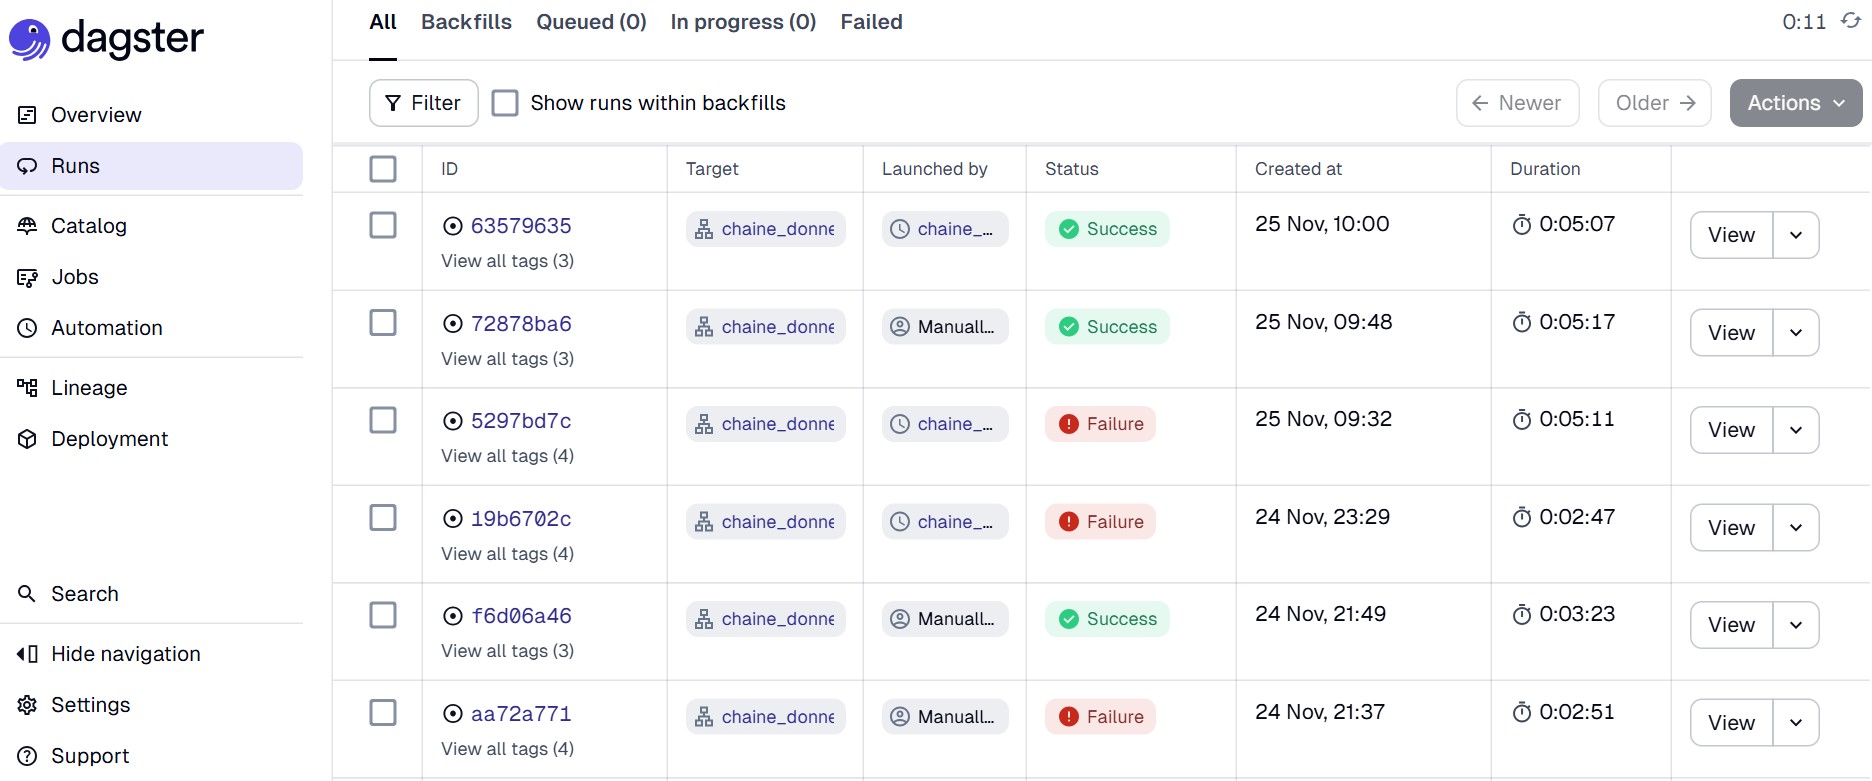 dagster
Overview
Runs
Catalog
Jobs
Automation
Lineage
Deployment
Search
Hide navigation
Settings
Support
All Backfills Queued (0) In progress (0) Failed 0:11
Filter Show runs within backfills Newer Older Actions
ID Target Launched by Status Created at Duration
63579635 chaine_donne chaine_... Success 25 Nov, 10:00 0:05:07 View
View all tags (3)
72878ba6 chaine_donne Manuall... Success 25 Nov, 09:48 0:05:17 View
View all tags (3)
5297bd7c chaine_donne chaine_... Failure 25 Nov, 09:32 0:05:11 View
View all tags (4)
19b6702c chaine_donne chaine_... Failure 24 Nov, 23:29 0:02:47 View
View all tags (4)
f6d06a46 chaine_donne Manuall... Success 24 Nov, 21:49 0:03:23 View
View all tags (3)
aa72a771 chaine_donne Manuall... Failure 24 Nov, 21:37 0:02:51 View
View all tags (4)